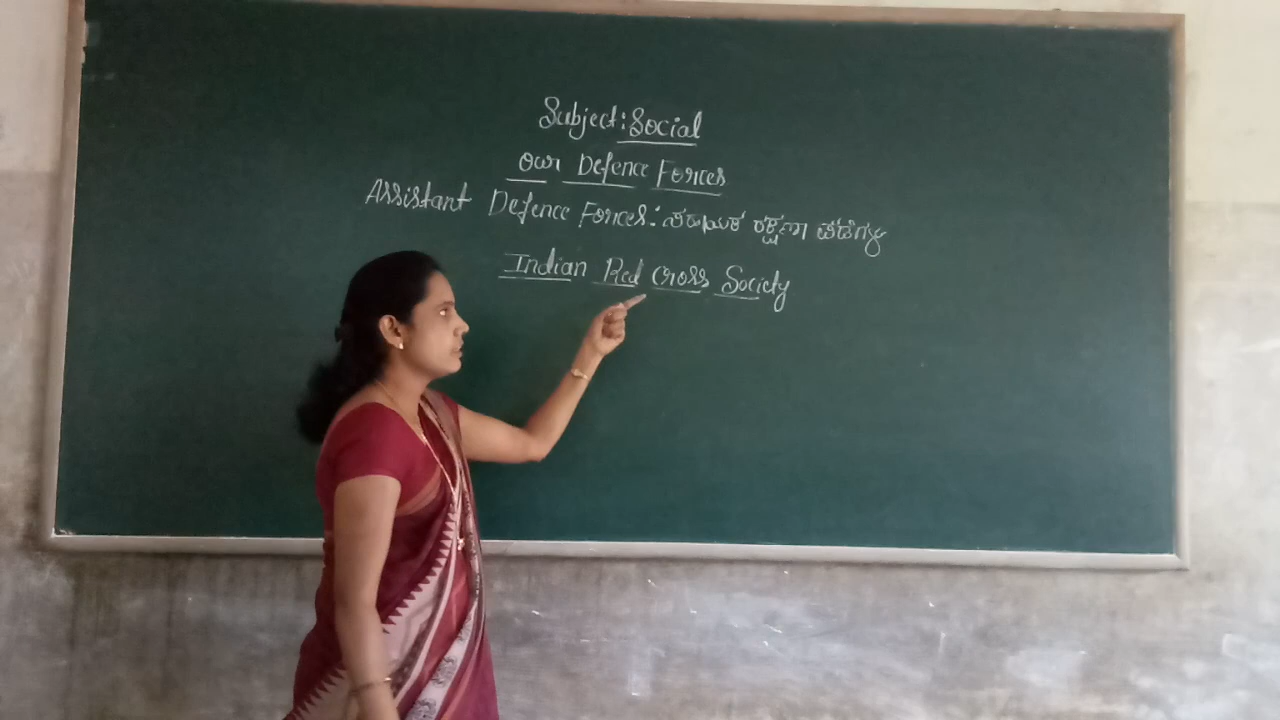 Subject: Social
Our Defence Forces
Assistant Defence Forces: ಸಹಾಯಕ ರಕ್ಷಣಾ ಪಡೆಗಳು
Indian Red Cross Society